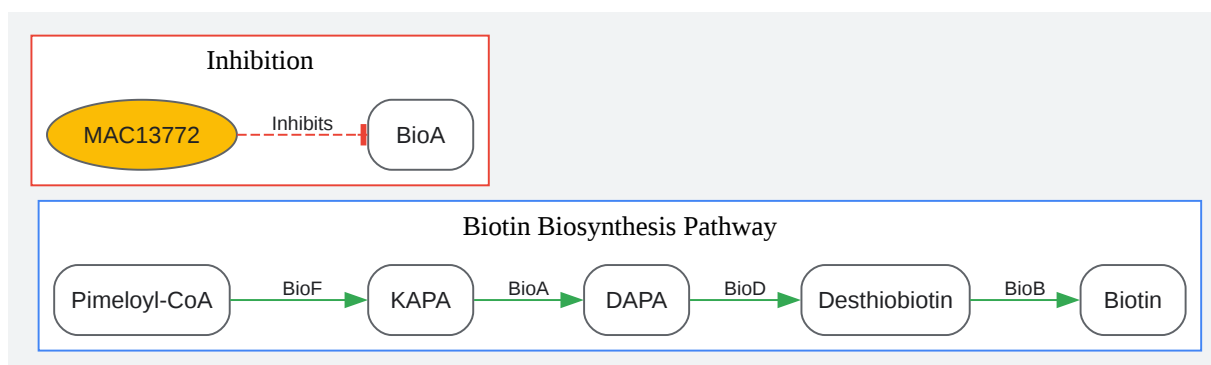 Inhibition
MAC13772
Inhibits
BioA
Biotin Biosynthesis Pathway
Pimeloyl-CoA
BioF
KAPA
BioA
DAPA
BioD
Desthiobiotin
BioB
Biotin